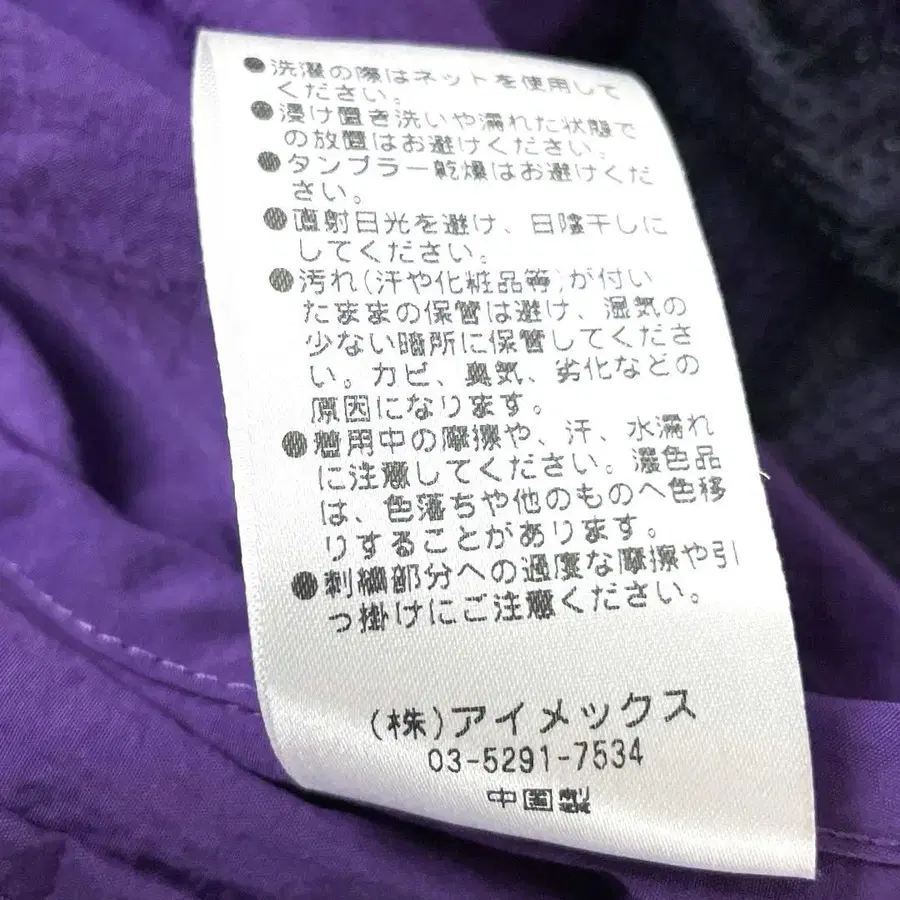 ●洗濯の際はネットを使用して
ください。
●浸け置き洗いや濡れた状態で
の放置はお避けください。
●タンブラー乾燥はお避けくだ
さい。
●直射日光を避け、日陰干しに
してください。
●汚れ(汗や化粧品等)が付い
たままの保管は避け、湿気の
少ない暗所に保管してくださ
い。カビ、臭気、劣化などの
原因になります。
●着用中の摩擦や、汗、水濡れ
に注意してください。濃色品
は、色落ちや他のものへ色移
りすることがあります。
●刺繍部分への過度な摩擦や引
っ掛けにご注意ください。
(株)アイメックス
03-5291-7534
中国製